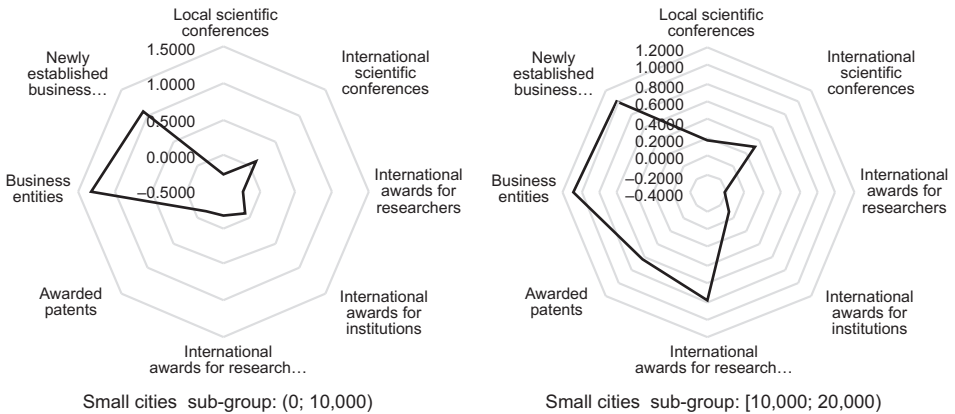 Local scientific
conferences
1.5000
1.0000
0.5000
0.0000
–0.5000
International
scientific
conferences
International
awards for
researchers
International
awards for
institutions
International
awards for research…
Awarded
patents
Business
entities
Newly
established
business…
Small cities sub-group: (0; 10,000)
Local scientific
conferences
1.2000
1.0000
0.8000
0.6000
0.4000
0.2000
0.0000
–0.2000
–0.4000
International
scientific
conferences
International
awards for
researchers
International
awards for
institutions
International
awards for research…
Awarded
patents
Business
entities
Newly
established
business…
Small cities sub-group: [10,000; 20,000)